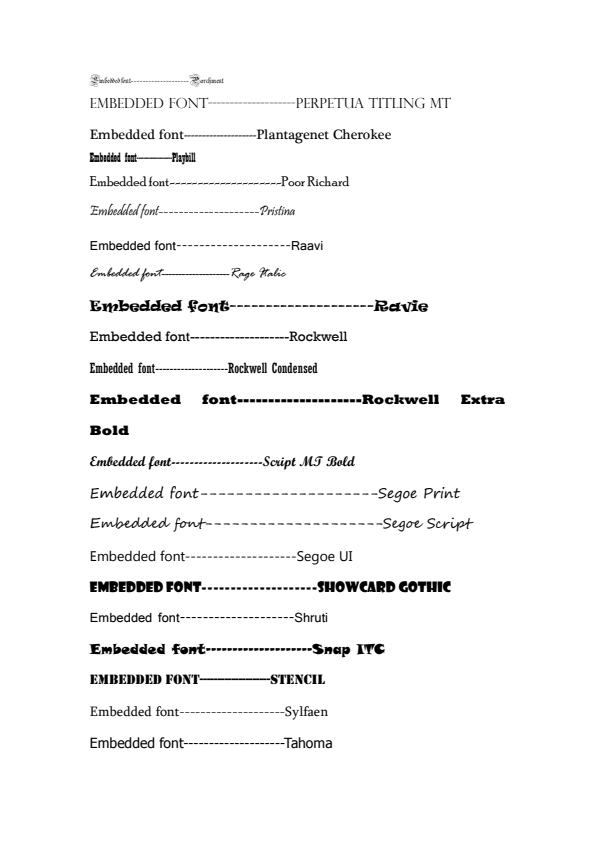 Embedded font--------------------Parchment
EMBEDDED FONT--------------------PERPETUA TITLING MT
Embedded font--------------------Plantagenet Cherokee
Embedded font--------------------Playbill
Embedded font--------------------Poor Richard
Embedded font--------------------Pristina
Embedded font--------------------Raavi
Embedded font--------------------Rage Italic
Embedded font--------------------Ravie
Embedded font--------------------Rockwell
Embedded font--------------------Rockwell Condensed
Embedded font--------------------Rockwell Extra
Bold
Embedded font--------------------Script MT Bold
Embedded font--------------------Segoe Print
Embedded font--------------------Segoe Script
Embedded font--------------------Segoe UI
EMBEDDED FONT--------------------SHOWCARD GOTHIC
Embedded font--------------------Shruti
Embedded font--------------------Snap ITC
EMBEDDED FONT--------------------STENCIL
Embedded font--------------------Sylfaen
Embedded font--------------------Tahoma